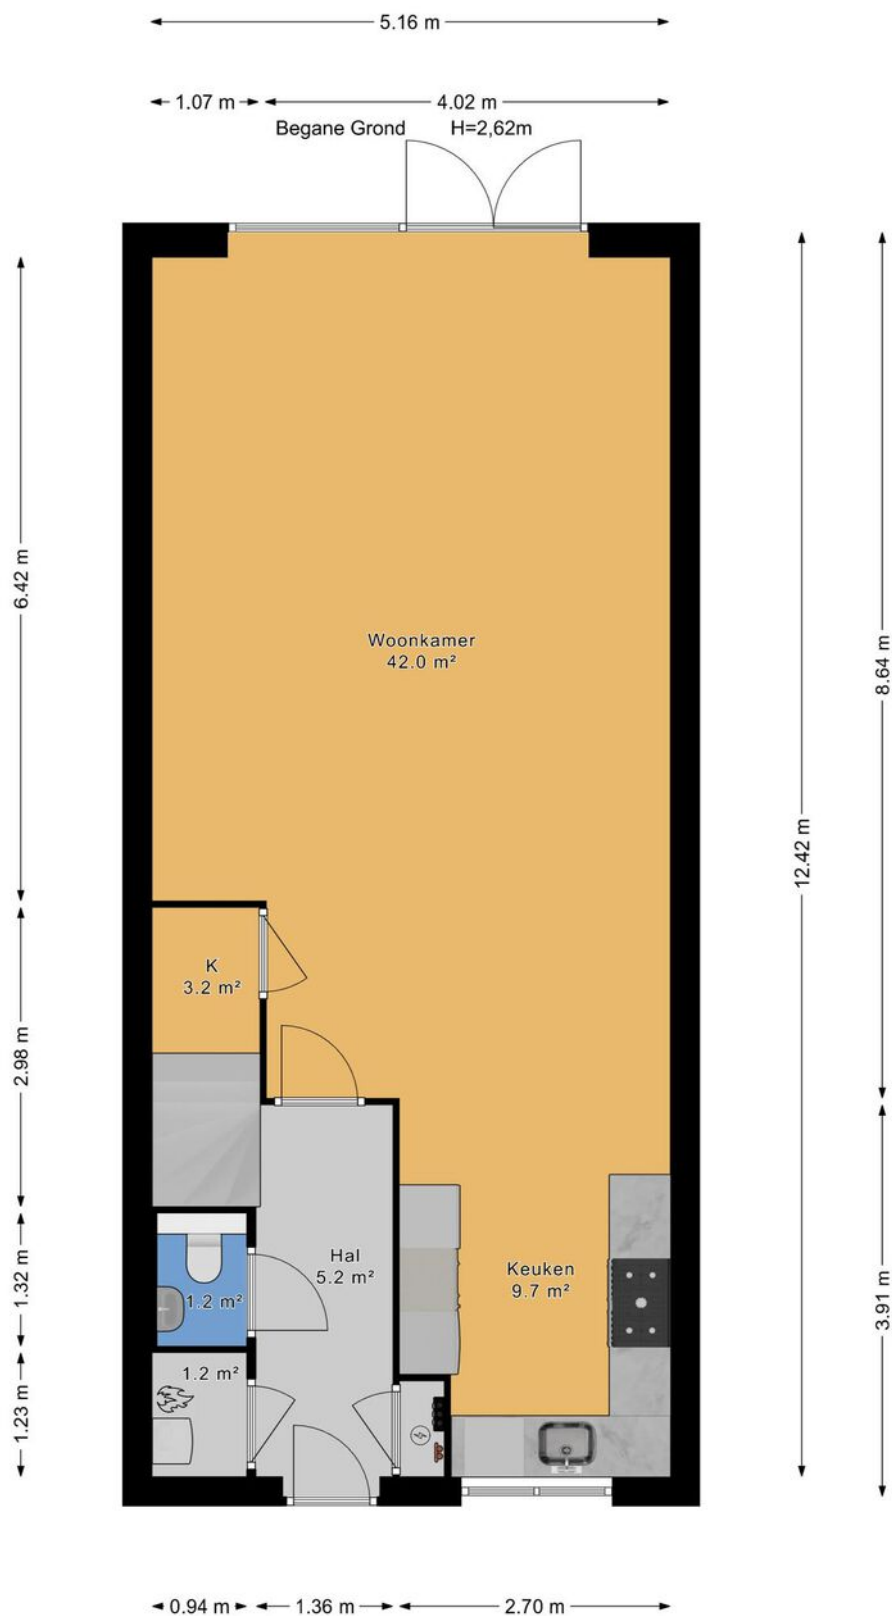 5.16 m
1.07 m
4.02 m
Begane Grond H=2,62m
6.42 m
8.64 m
Woonkamer
42.0 m²
12.42 m
K
3.2 m²
2.98 m
Hal
5.2 m²
Keuken
9.7 m²
1.32 m
1.2 m²
3.91 m
1.2 m²
1.23 m
0.94 m
1.36 m
2.70 m